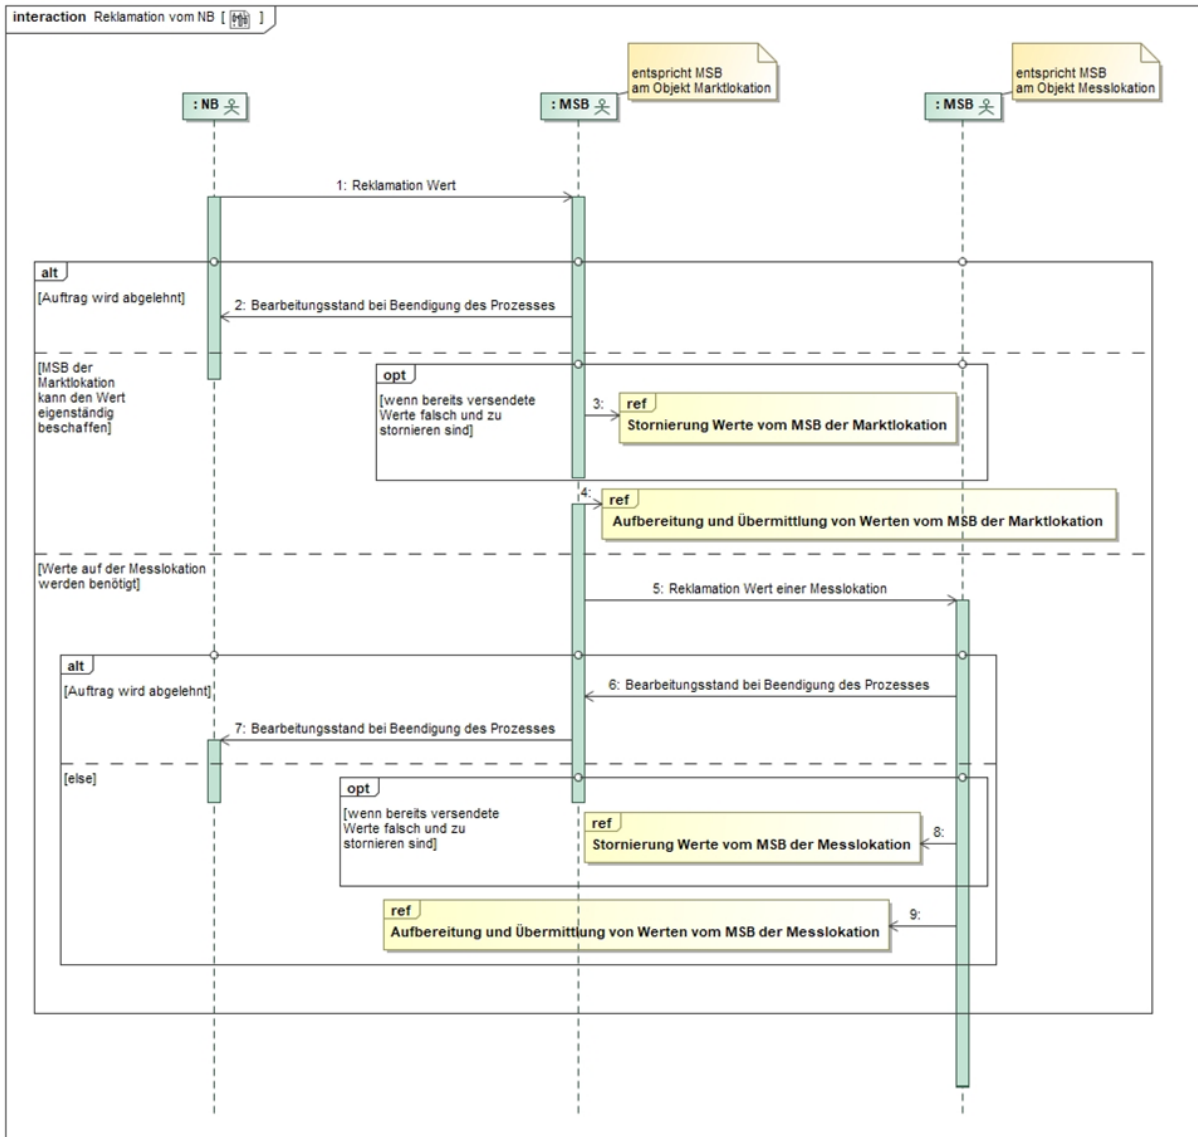 interaction Reklamation vom NB [ ]
entspricht MSB
am Objekt Marktlokation
entspricht MSB
am Objekt Messlokation
: NB
: MSB
: MSB
1: Reklamation Wert
alt
[Auftrag wird abgelehnt]
2: Bearbeitungsstand bei Beendigung des Prozesses
[MSB der
Marktlokation
kann den Wert
eigenständig
beschaffen]
opt
[wenn bereits versendete
Werte falsch und zu
stornieren sind]
3:
ref
Stornierung Werte vom MSB der Marktlokation
4:
ref
Aufbereitung und Übermittlung von Werten vom MSB der Marktlokation
[Werte auf der Messlokation
werden benötigt]
5: Reklamation Wert einer Messlokation
alt
[Auftrag wird abgelehnt]
6: Bearbeitungsstand bei Beendigung des Prozesses
7: Bearbeitungsstand bei Beendigung des Prozesses
[else]
opt
[wenn bereits versendete
Werte falsch und zu
stornieren sind]
ref
Stornierung Werte vom MSB der Messlokation
8:
ref
Aufbereitung und Übermittlung von Werten vom MSB der Messlokation
9: